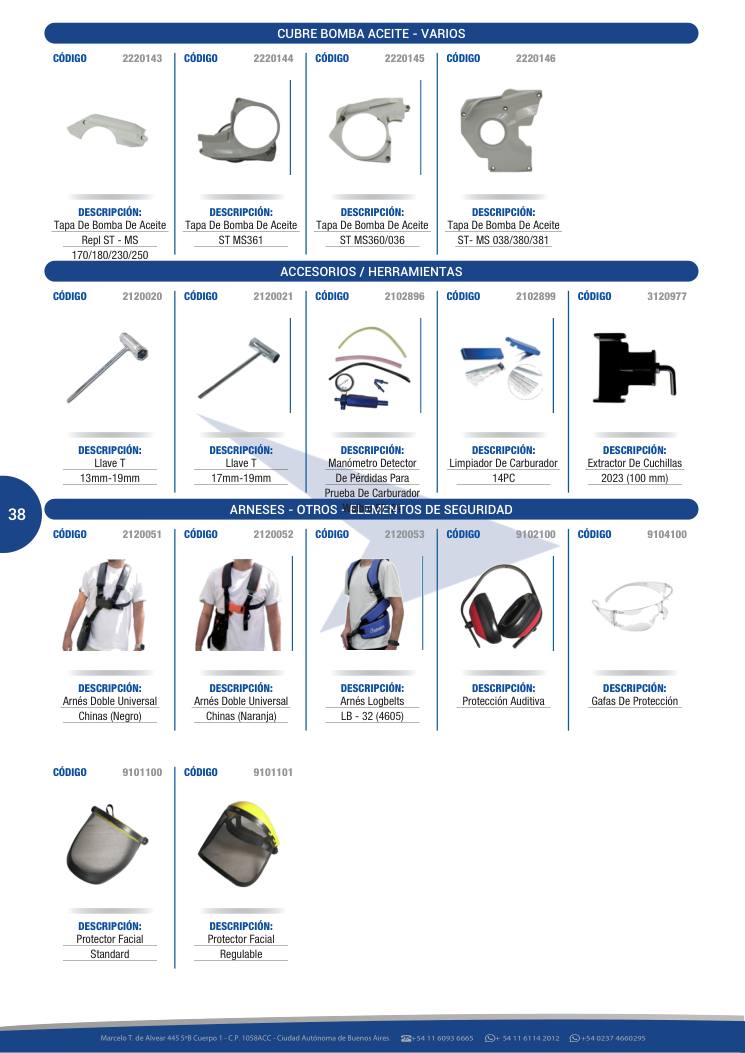 CUBRE BOMBA ACEITE - VARIOS
CÓDIGO 2220143
DESCRIPCIÓN:
Tapa De Bomba De Aceite
Repl ST - MS
170/180/230/250
CÓDIGO 2220144
DESCRIPCIÓN:
Tapa De Bomba De Aceite
ST MS361
CÓDIGO 2220145
DESCRIPCIÓN:
Tapa De Bomba De Aceite
ST MS360/036
CÓDIGO 2220146
DESCRIPCIÓN:
Tapa De Bomba De Aceite
ST- MS 038/380/381
ACCESORIOS / HERRAMIENTAS
CÓDIGO 2120020
DESCRIPCIÓN:
Llave T
13mm-19mm
CÓDIGO 2120021
DESCRIPCIÓN:
Llave T
17mm-19mm
CÓDIGO 2102896
DESCRIPCIÓN:
Manómetro Detector
De Pérdidas Para
Prueba De Carburador
CÓDIGO 2102899
DESCRIPCIÓN:
Limpiador De Carburador
14PC
CÓDIGO 3120977
DESCRIPCIÓN:
Extractor De Cuchillas
2023 (100 mm)
38
ARNESES - OTROS - ELEMENTOS DE SEGURIDAD
CÓDIGO 2120051
DESCRIPCIÓN:
Arnés Doble Universal
Chinas (Negro)
CÓDIGO 2120052
DESCRIPCIÓN:
Arnés Doble Universal
Chinas (Naranja)
CÓDIGO 2120053
DESCRIPCIÓN:
Arnés Logbelts
LB - 32 (4605)
CÓDIGO 9102100
DESCRIPCIÓN:
Protección Auditiva
CÓDIGO 9104100
DESCRIPCIÓN:
Gafas De Protección
CÓDIGO 9101100
DESCRIPCIÓN:
Protector Facial
Standard
CÓDIGO 9101101
DESCRIPCIÓN:
Protector Facial
Regulable
Marcelo T. de Alvear 445 5ºB Cuerpo 1 - C.P. 1058ACC - Ciudad Autónoma de Buenos Aires. +54 11 6093 6665 + 54 11 6114 2012 +54 0237 4660295